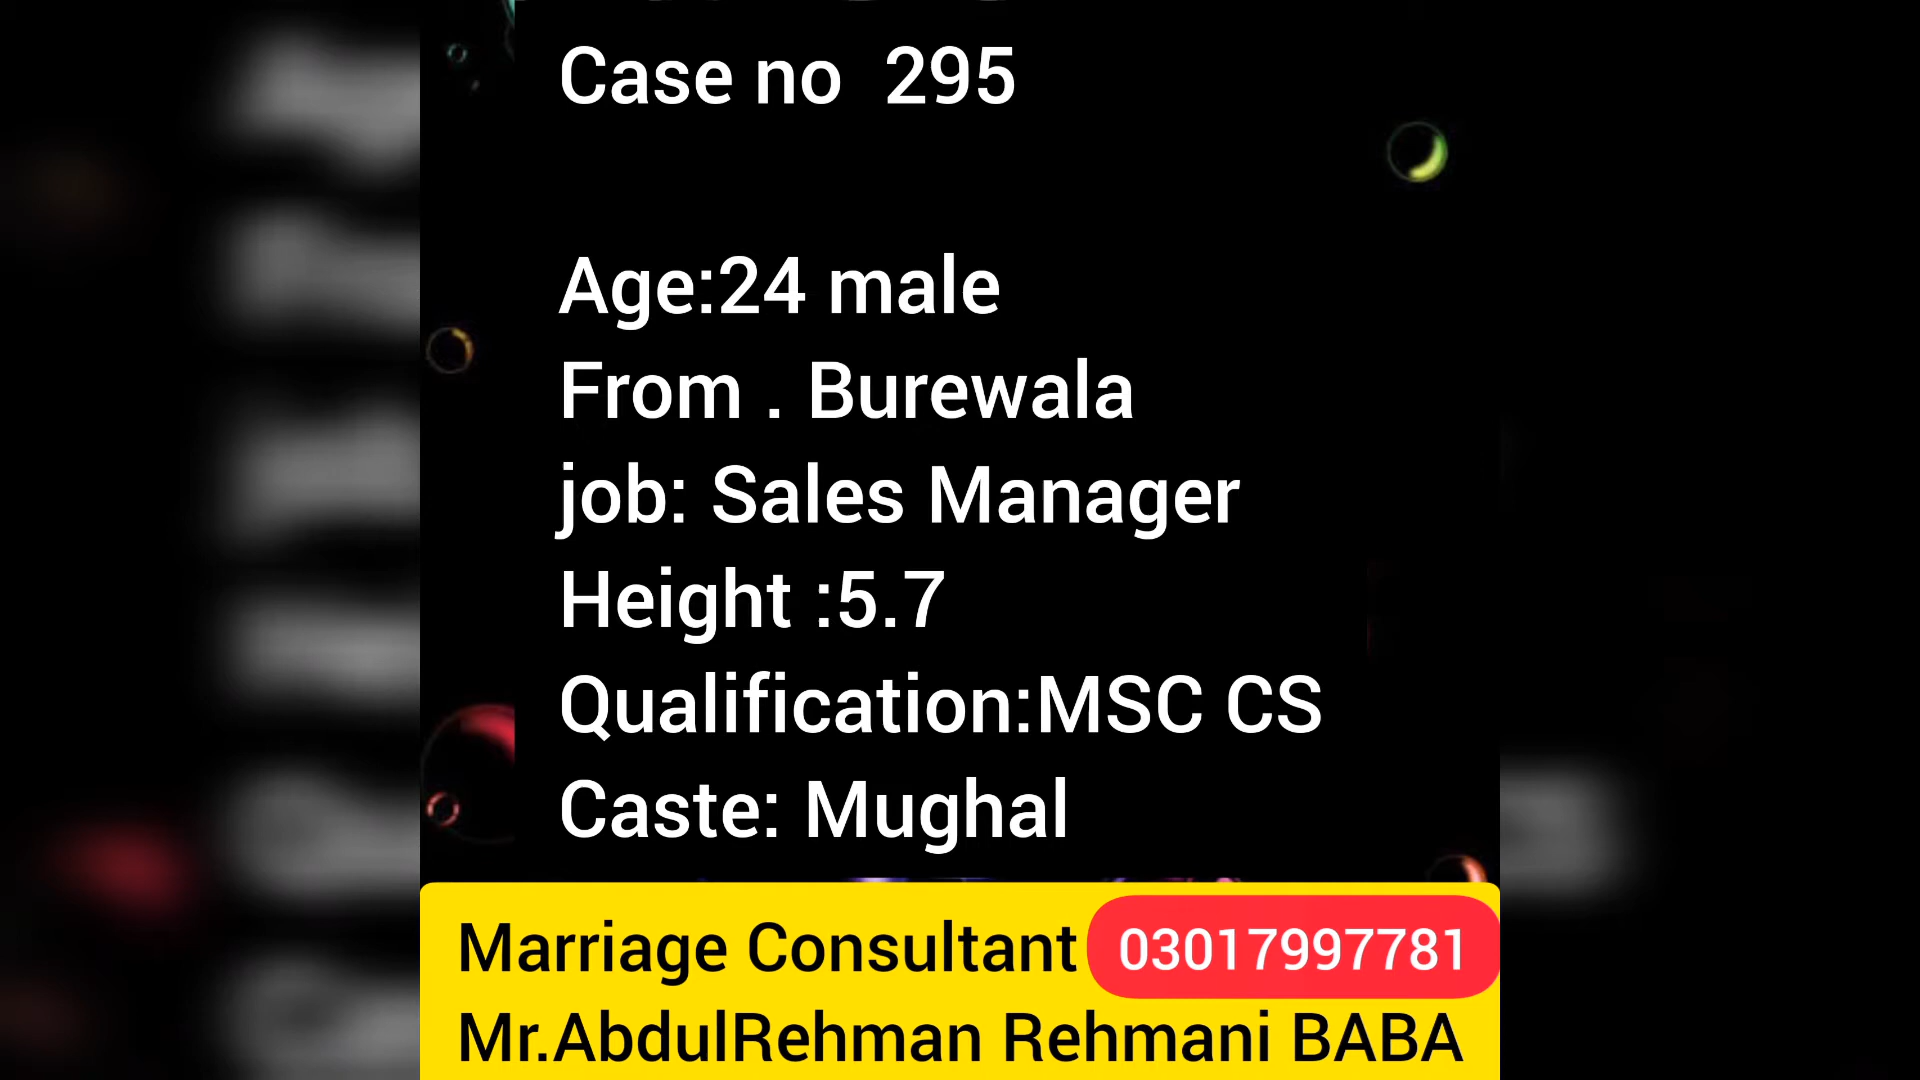 Case no 295
Age:24 male
From . Burewala
job: Sales Manager
Height :5.7
Qualification:MSC CS
Caste: Mughal
Marriage Consultant 03017997781
Mr.AbdulRehman Rehmani BABA